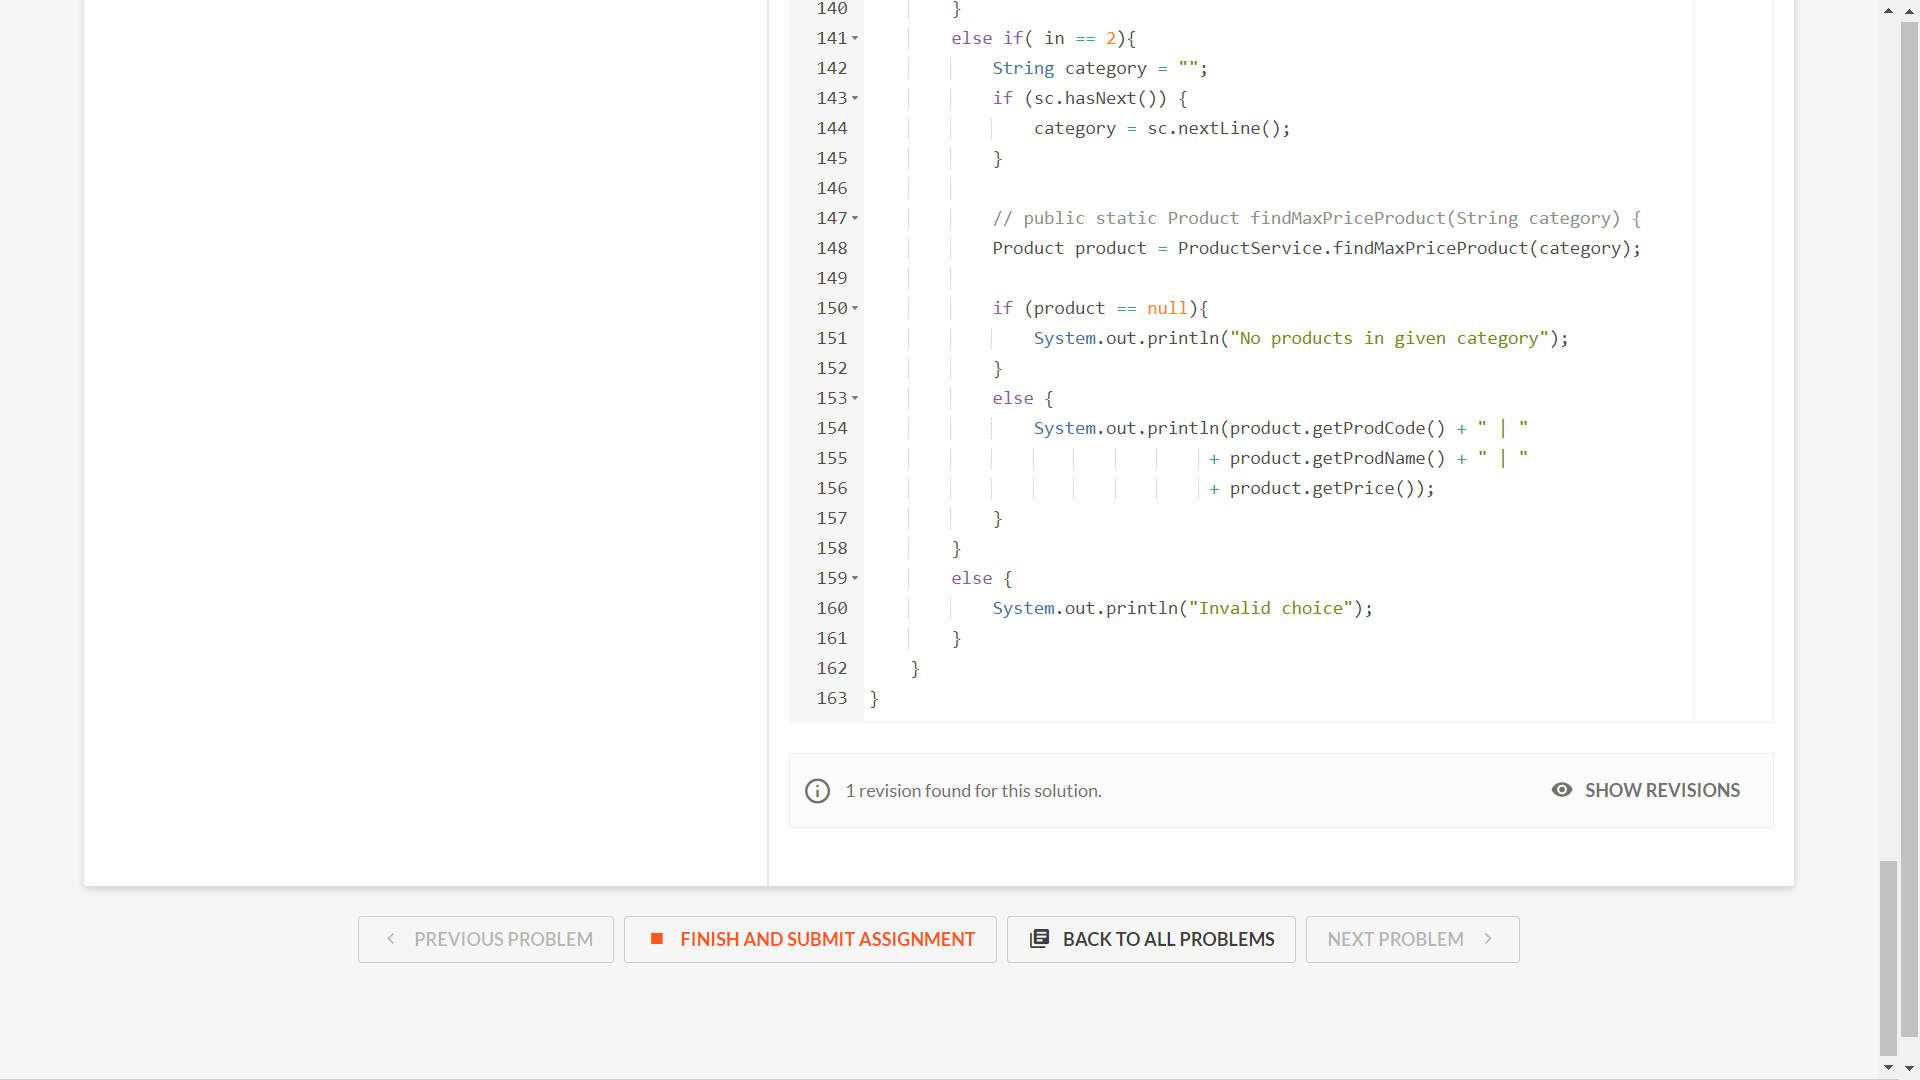 140 }
141 else if( in == 2){
142 String category = "";
143 if (sc.hasNext()) {
144 category = sc.nextLine();
145 }
146
147 // public static Product findMaxPriceProduct(String category) {
148 Product product = ProductService.findMaxPriceProduct(category);
149
150 if (product == null){
151 System.out.println("No products in given category");
152 }
153 else {
154 System.out.println(product.getProdCode() + " | "
155 + product.getProdName() + " | "
156 + product.getPrice());
157 }
158 }
159 else {
160 System.out.println("Invalid choice");
161 }
162 }
163 }
1 revision found for this solution. SHOW REVISIONS
PREVIOUS PROBLEM FINISH AND SUBMIT ASSIGNMENT BACK TO ALL PROBLEMS NEXT PROBLEM